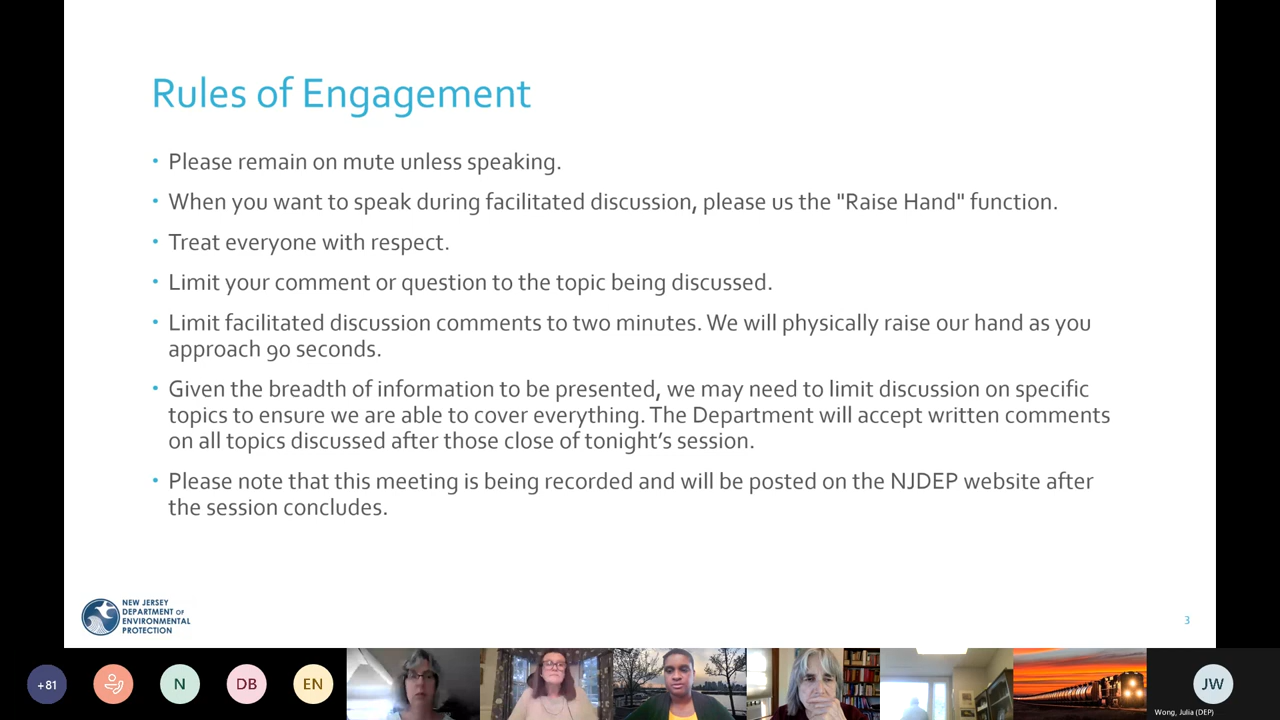 Rules of Engagement
• Please remain on mute unless speaking.
• When you want to speak during facilitated discussion, please us the "Raise Hand" function.
• Treat everyone with respect.
• Limit your comment or question to the topic being discussed.
• Limit facilitated discussion comments to two minutes. We will physically raise our hand as you
approach 90 seconds.
• Given the breadth of information to be presented, we may need to limit discussion on specific
topics to ensure we are able to cover everything. The Department will accept written comments
on all topics discussed after those close of tonight’s session.
• Please note that this meeting is being recorded and will be posted on the NJDEP website after
the session concludes.
NEW JERSEY
DEPARTMENT OF
ENVIRONMENTAL
PROTECTION
3
+81
N
DB
EN
JW
Wong, Julia (DEP)